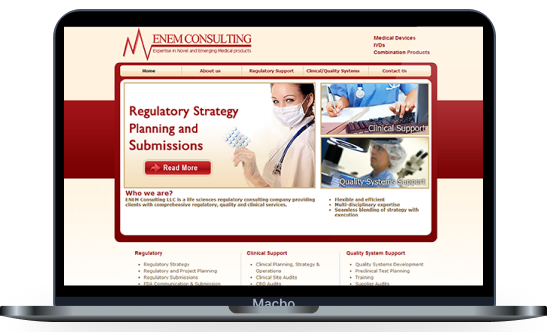 ENEM CONSULTING
Expertise in Novel and Emerging Medical products
Medical Devices
IVDs
Combination Products
Home
About us
Regulatory Support
Clinical/Quality Systems
Contact Us
Regulatory Strategy
Planning and
Submissions
Read More
Clinical Support
Quality Systems Support
Who we are?
ENEM Consulting LLC is a life sciences regulatory consulting company providing
clients with comprehensive regulatory, quality and clinical services.
Flexible and efficient
Multi-disciplinary expertise
Seamless blending of strategy with
execution
Regulatory
Regulatory Strategy
Regulatory and Project Planning
Regulatory Submissions
FDA Communication & Submission
Clinical Support
Clinical Planning, Strategy &
Operations
Clinical Site Audits
CRO Audits
Quality System Support
Quality Systems Development
Preclinical Test Planning
Training
Supplier Audits